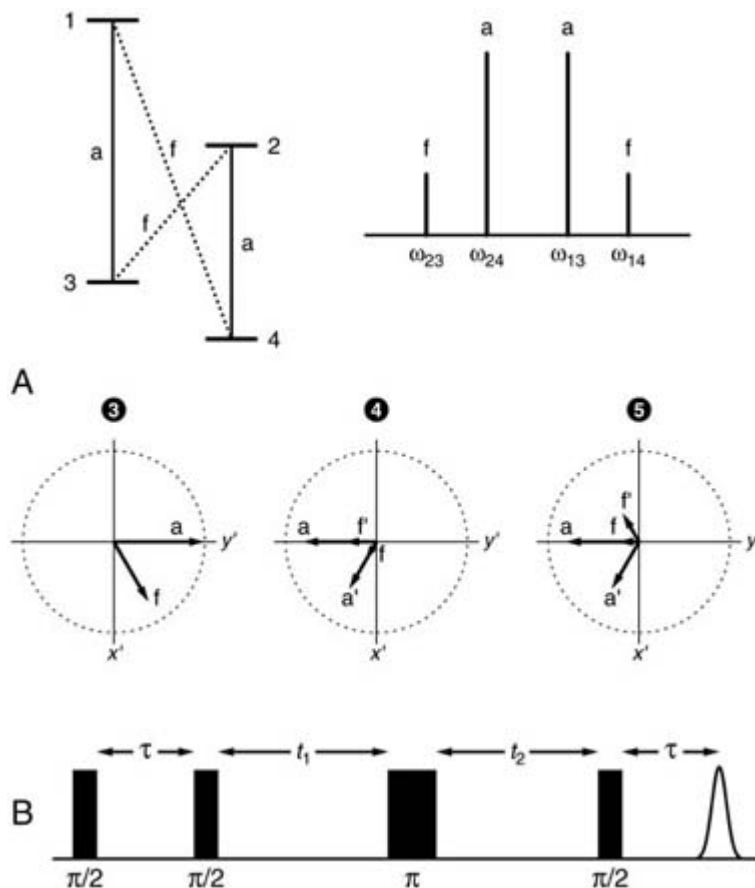 1
a
f
2
f
a
3
4
a a
f f
ω23 ω24 ω13 ω14
A
3 4 5
a y'
f
x'
a f' y'
f
a'
x'
f'
a f y
a'
x'
τ t1 t2 τ
B
π/2 π/2 π π/2